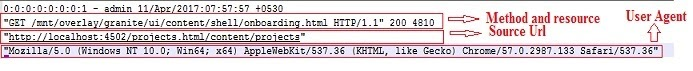 0:0:0:0:0:0:0:1 - admin 11/Apr/2017:07:57:57 +0530
"GET /mnt/overlay/granite/ui/content/shell/onboarding.html HTTP/1.1" 200 4810
Method and resource
User Agent
"http://localhost:4502/projects.html/content/projects"
Source Url
"Mozilla/5.0 (Windows NT 10.0; Win64; x64) AppleWebKit/537.36 (KHTML, like Gecko) Chrome/57.0.2987.133 Safari/537.36"